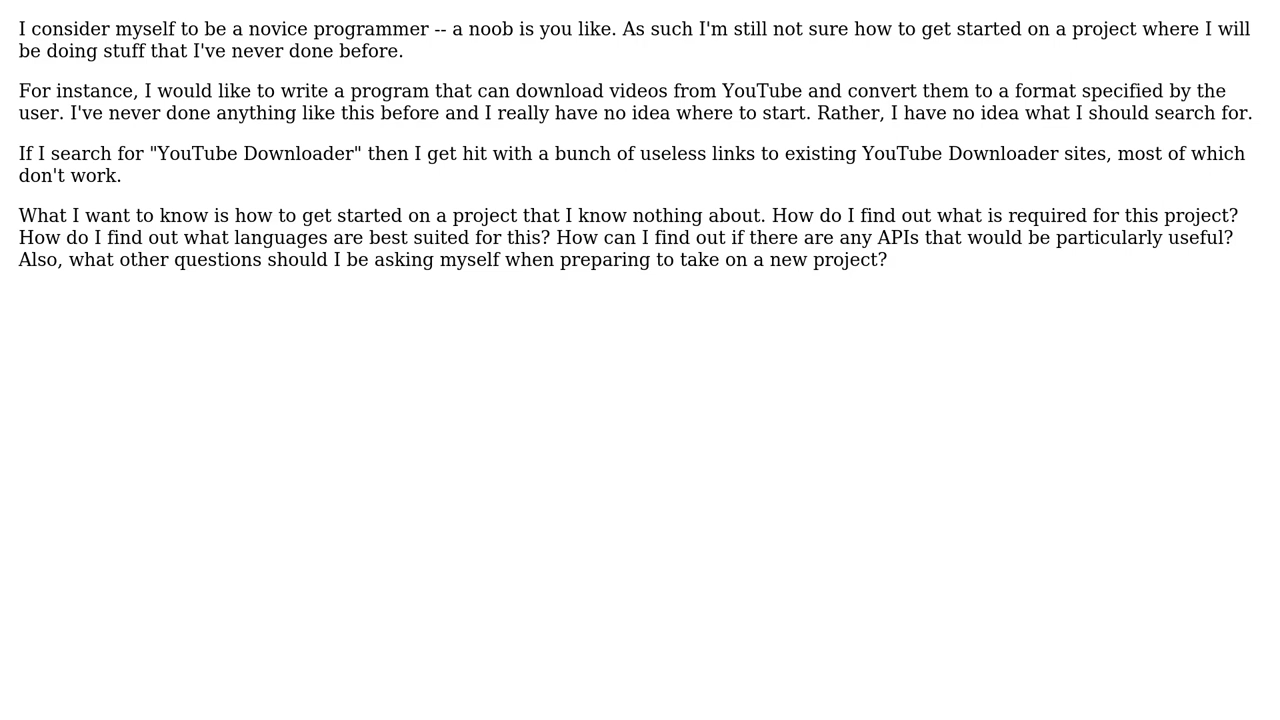 I consider myself to be a novice programmer -- a noob is you like. As such I'm still not sure how to get started on a project where I will
be doing stuff that I've never done before.
For instance, I would like to write a program that can download videos from YouTube and convert them to a format specified by the
user. I've never done anything like this before and I really have no idea where to start. Rather, I have no idea what I should search for.
If I search for "YouTube Downloader" then I get hit with a bunch of useless links to existing YouTube Downloader sites, most of which
don't work.
What I want to know is how to get started on a project that I know nothing about. How do I find out what is required for this project?
How do I find out what languages are best suited for this? How can I find out if there are any APIs that would be particularly useful?
Also, what other questions should I be asking myself when preparing to take on a new project?